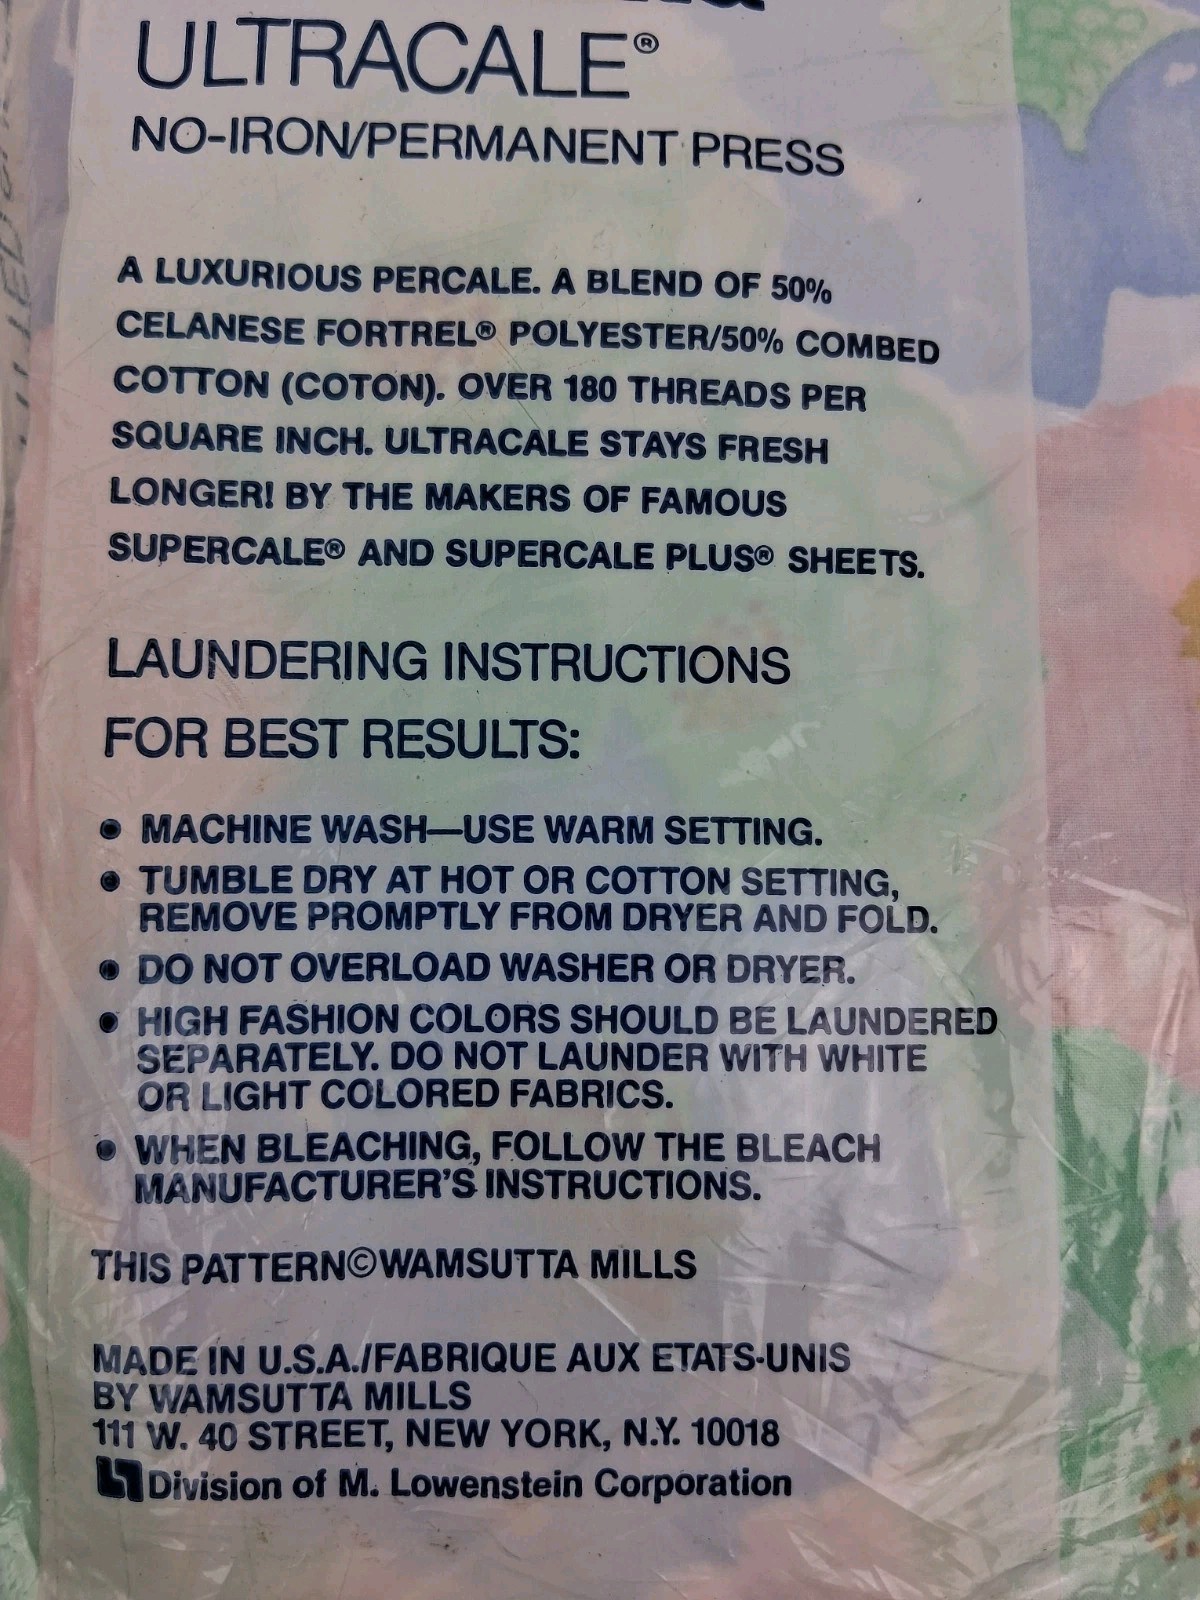 ULTRACALE®
NO-IRON/PERMANENT PRESS
A LUXURIOUS PERCALE. A BLEND OF 50%
CELANESE FORTREL® POLYESTER/50% COMBED
COTTON (COTON). OVER 180 THREADS PER
SQUARE INCH. ULTRACALE STAYS FRESH
LONGER! BY THE MAKERS OF FAMOUS
SUPERCALE® AND SUPERCALE PLUS® SHEETS.
LAUNDERING INSTRUCTIONS
FOR BEST RESULTS:
● MACHINE WASH—USE WARM SETTING.
● TUMBLE DRY AT HOT OR COTTON SETTING,
REMOVE PROMPTLY FROM DRYER AND FOLD.
● DO NOT OVERLOAD WASHER OR DRYER.
● HIGH FASHION COLORS SHOULD BE LAUNDERED
SEPARATELY. DO NOT LAUNDER WITH WHITE
OR LIGHT COLORED FABRICS.
● WHEN BLEACHING, FOLLOW THE BLEACH
MANUFACTURER'S INSTRUCTIONS.
THIS PATTERN©WAMSUTTA MILLS
MADE IN U.S.A./FABRIQUE AUX ETATS-UNIS
BY WAMSUTTA MILLS
111 W. 40 STREET, NEW YORK, N.Y. 10018
Division of M. Lowenstein Corporation